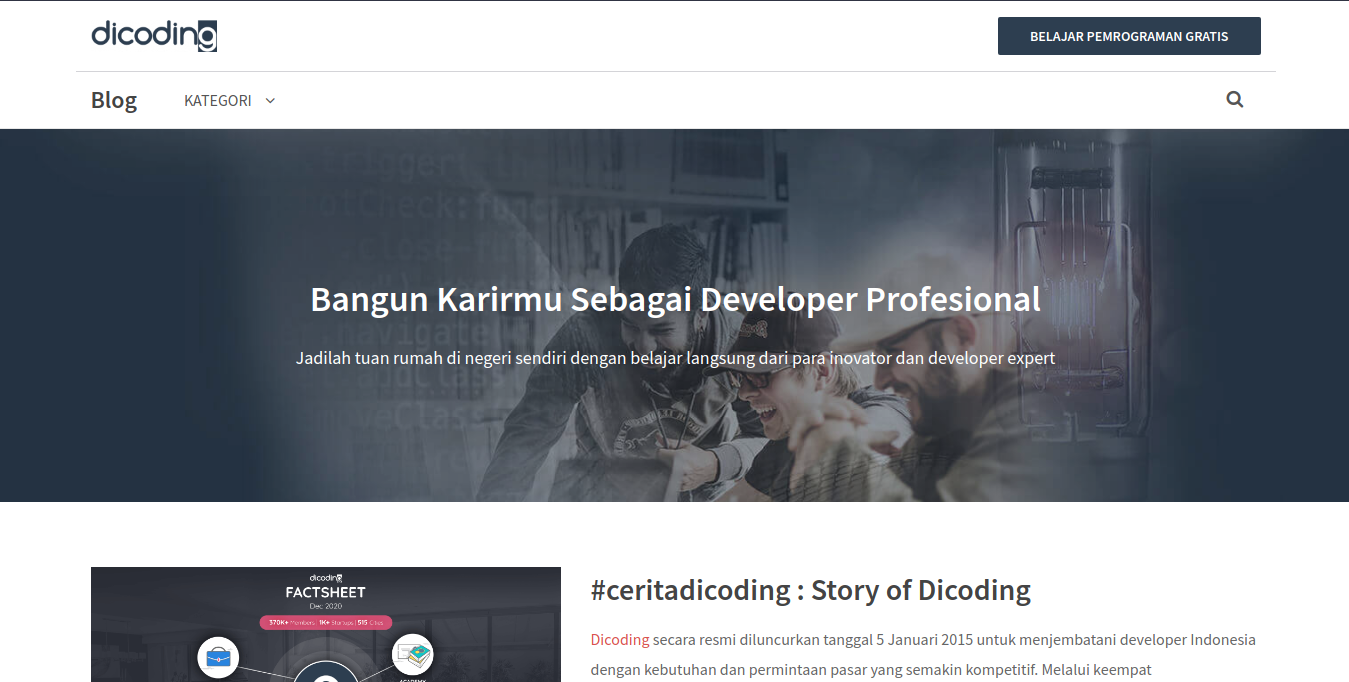 dicoding
BELAJAR PEMROGRAMAN GRATIS
Blog
KATEGORI
Bangun Karirmu Sebagai Developer Profesional
Jadilah tuan rumah di negeri sendiri dengan belajar langsung dari para inovator dan developer expert
dicoding
FACTSHEET
Dec 2020
370K+ Members | 1K+ Startups | 515 Cities
ACADEMY
#ceritadicoding : Story of Dicoding
Dicoding secara resmi diluncurkan tanggal 5 Januari 2015 untuk menjembatani developer Indonesia
dengan kebutuhan dan permintaan pasar yang semakin kompetitif. Melalui keempat